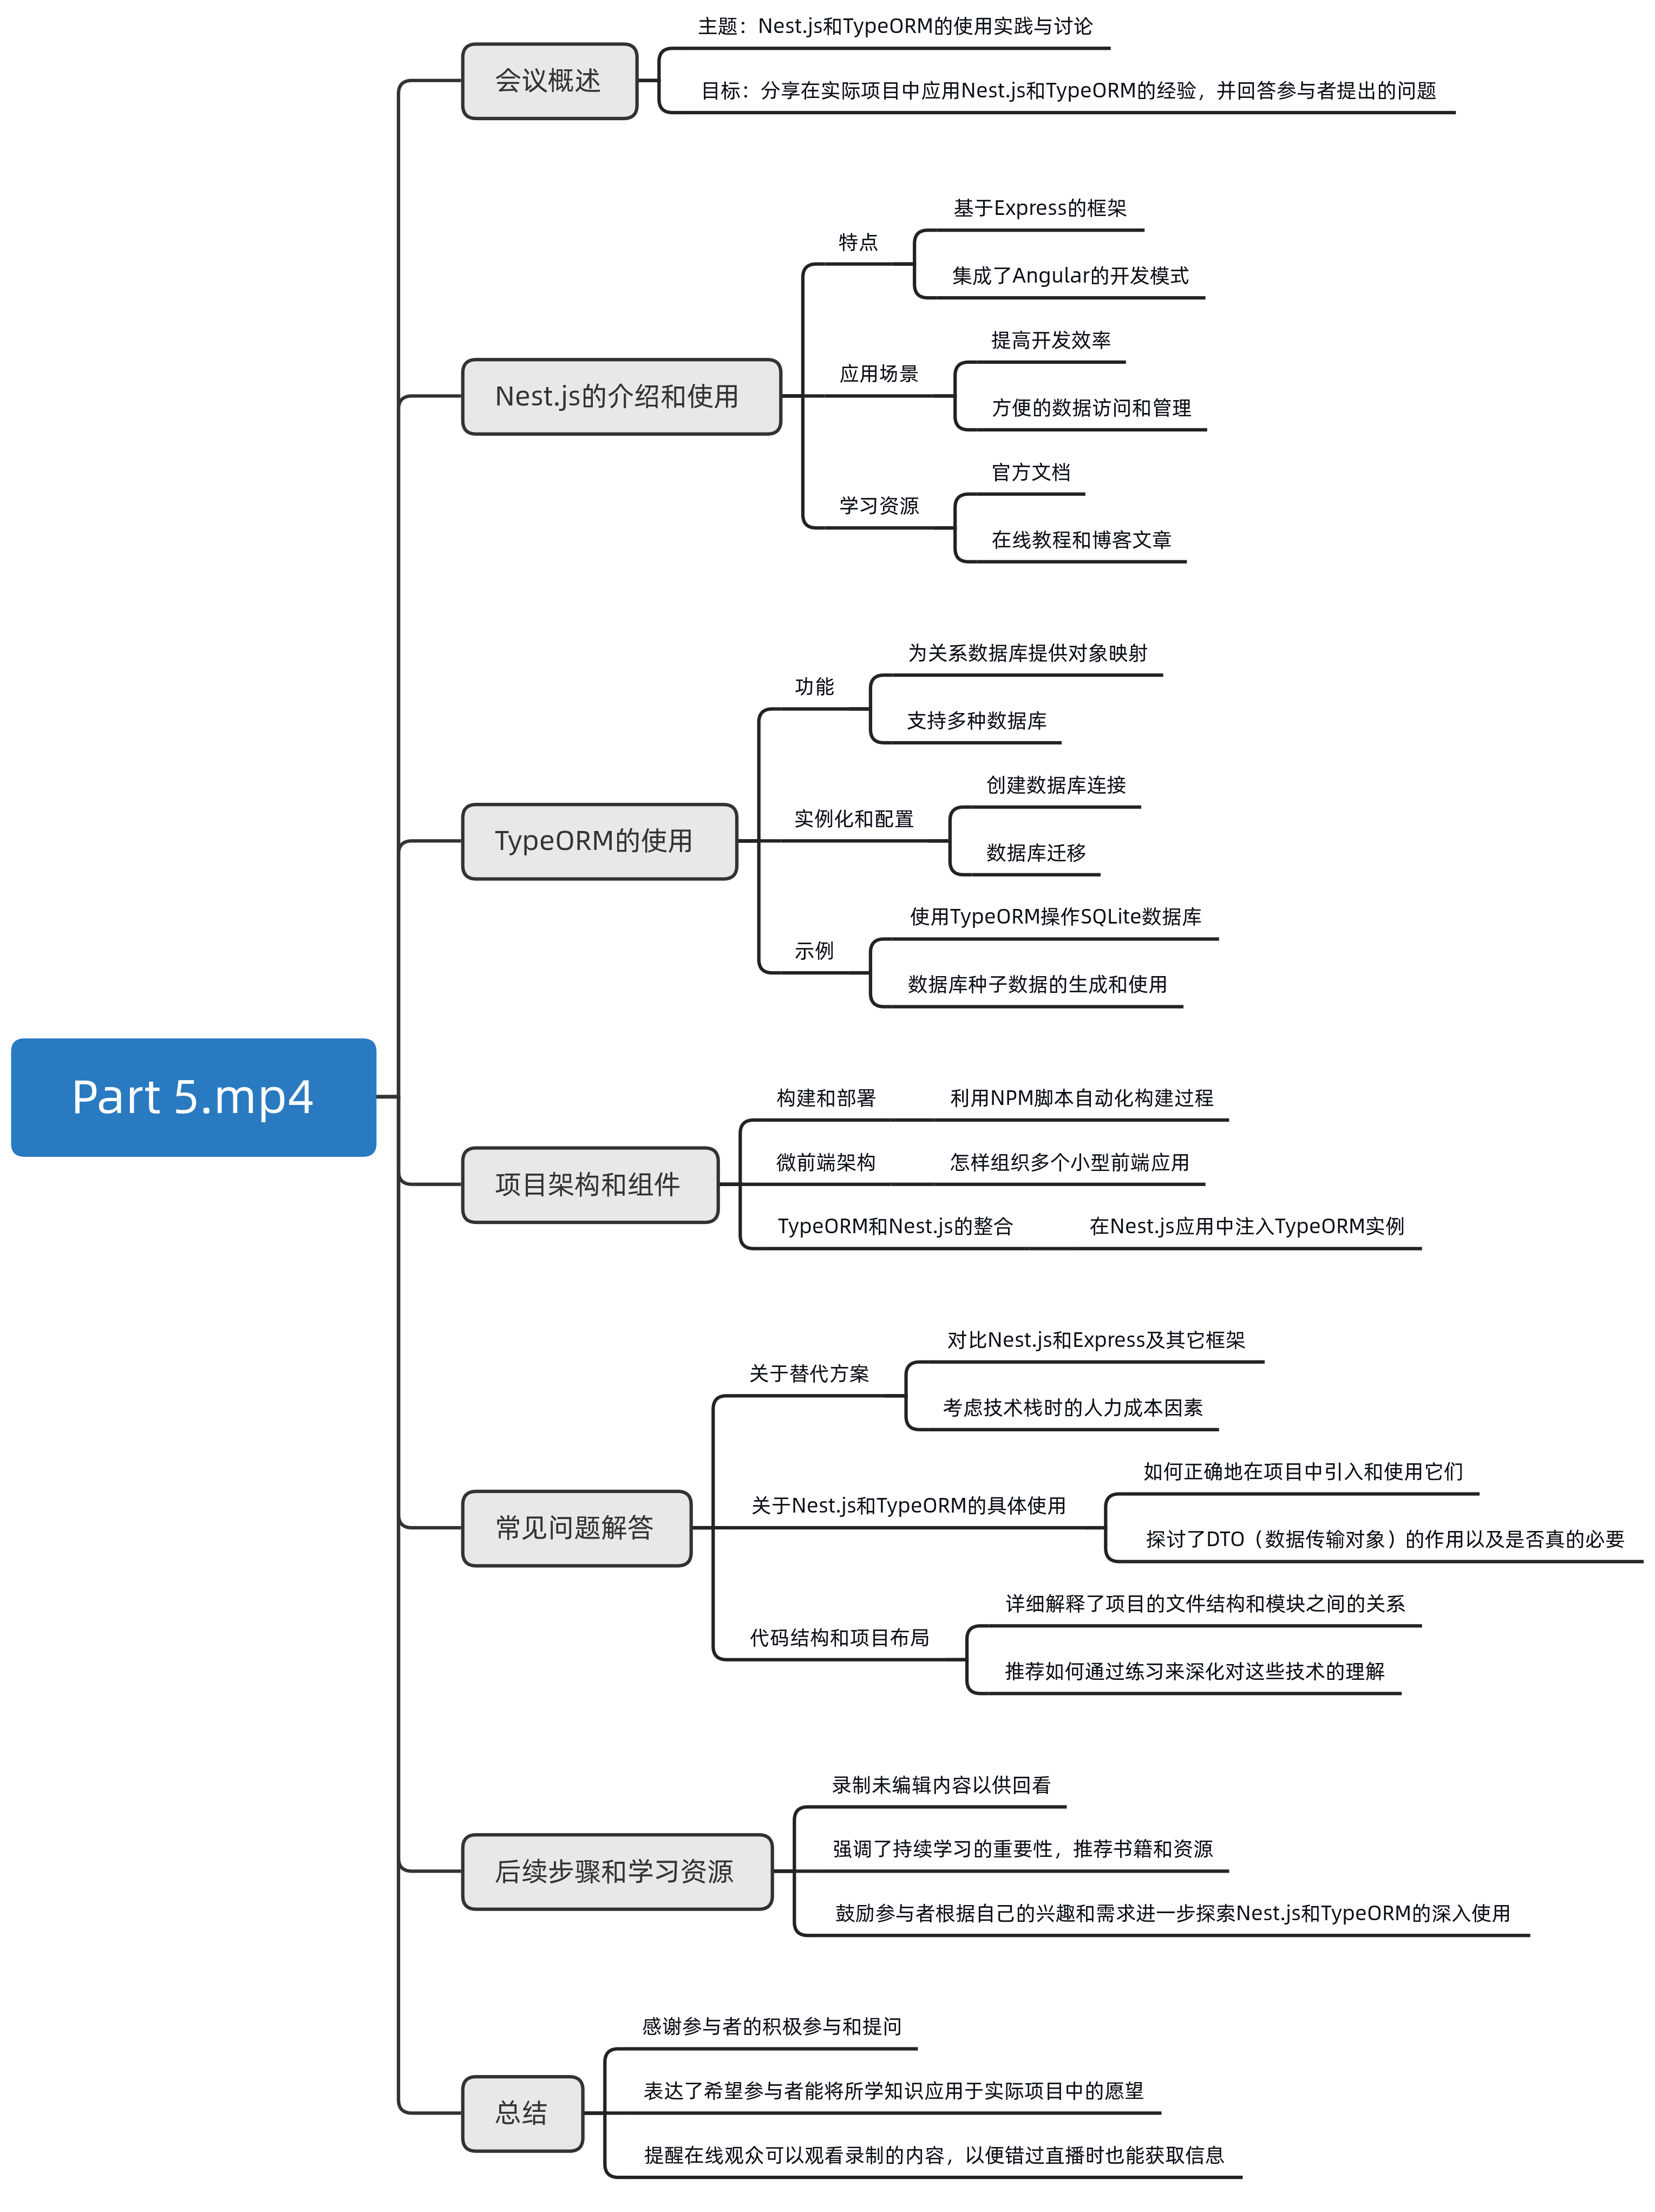 Part 5.mp4
会议概述
主题：Nest.js和TypeORM的使用实践与讨论
目标：分享在实际项目中应用Nest.js和TypeORM的经验，并回答参与者提出的问题
Nest.js的介绍和使用
特点
基于Express的框架
集成了Angular的开发模式
应用场景
提高开发效率
方便的数据访问和管理
学习资源
官方文档
在线教程和博客文章
TypeORM的使用
功能
为关系数据库提供对象映射
支持多种数据库
实例化和配置
创建数据库连接
数据库迁移
示例
使用TypeORM操作SQLite数据库
数据库种子数据的生成和使用
项目架构和组件
构建和部署
利用NPM脚本自动化构建过程
微前端架构
怎样组织多个小型前端应用
TypeORM和Nest.js的整合
在Nest.js应用中注入TypeORM实例
常见问题解答
关于替代方案
对比Nest.js和Express及其它框架
考虑技术栈时的人力成本因素
关于Nest.js和TypeORM的具体使用
如何正确地在项目中引入和使用它们
探讨了DTO（数据传输对象）的作用以及是否真的必要
代码结构和项目布局
详细解释了项目的文件结构和模块之间的关系
推荐如何通过练习来深化对这些技术的理解
后续步骤和学习资源
录制未编辑内容以供回看
强调了持续学习的重要性，推荐书籍和资源
鼓励参与者根据自己的兴趣和需求进一步探索Nest.js和TypeORM的深入使用
总结
感谢参与者的积极参与和提问
表达了希望参与者能将所学知识应用于实际项目中的愿望
提醒在线观众可以观看录制的内容，以便错过直播时也能获取信息